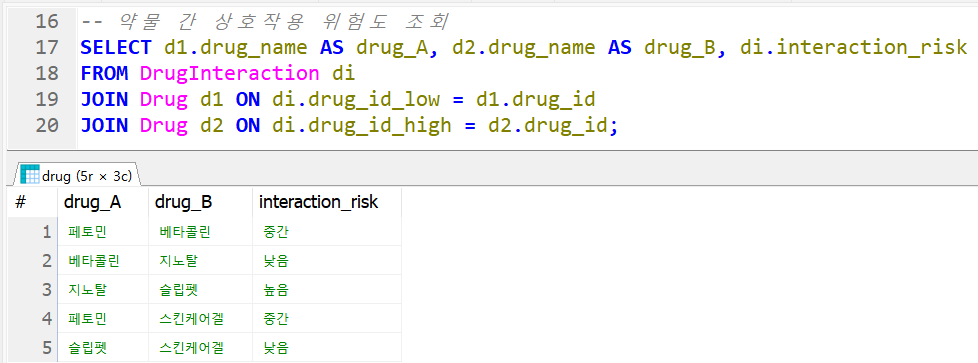 16 -- 약물 간 상호작용 위험도 조회
17 SELECT d1.drug_name AS drug_A, d2.drug_name AS drug_B, di.interaction_risk
18 FROM DrugInteraction di
19 JOIN Drug d1 ON di.drug_id_low = d1.drug_id
20 JOIN Drug d2 ON di.drug_id_high = d2.drug_id;
drug (5r × 3c)
# drug_A drug_B interaction_risk
1 페토민 베타콜린 중간
2 베타콜린 지노탈 낮음
3 지노탈 슬립펫 높음
4 페토민 스킨케어겔 중간
5 슬립펫 스킨케어겔 낮음